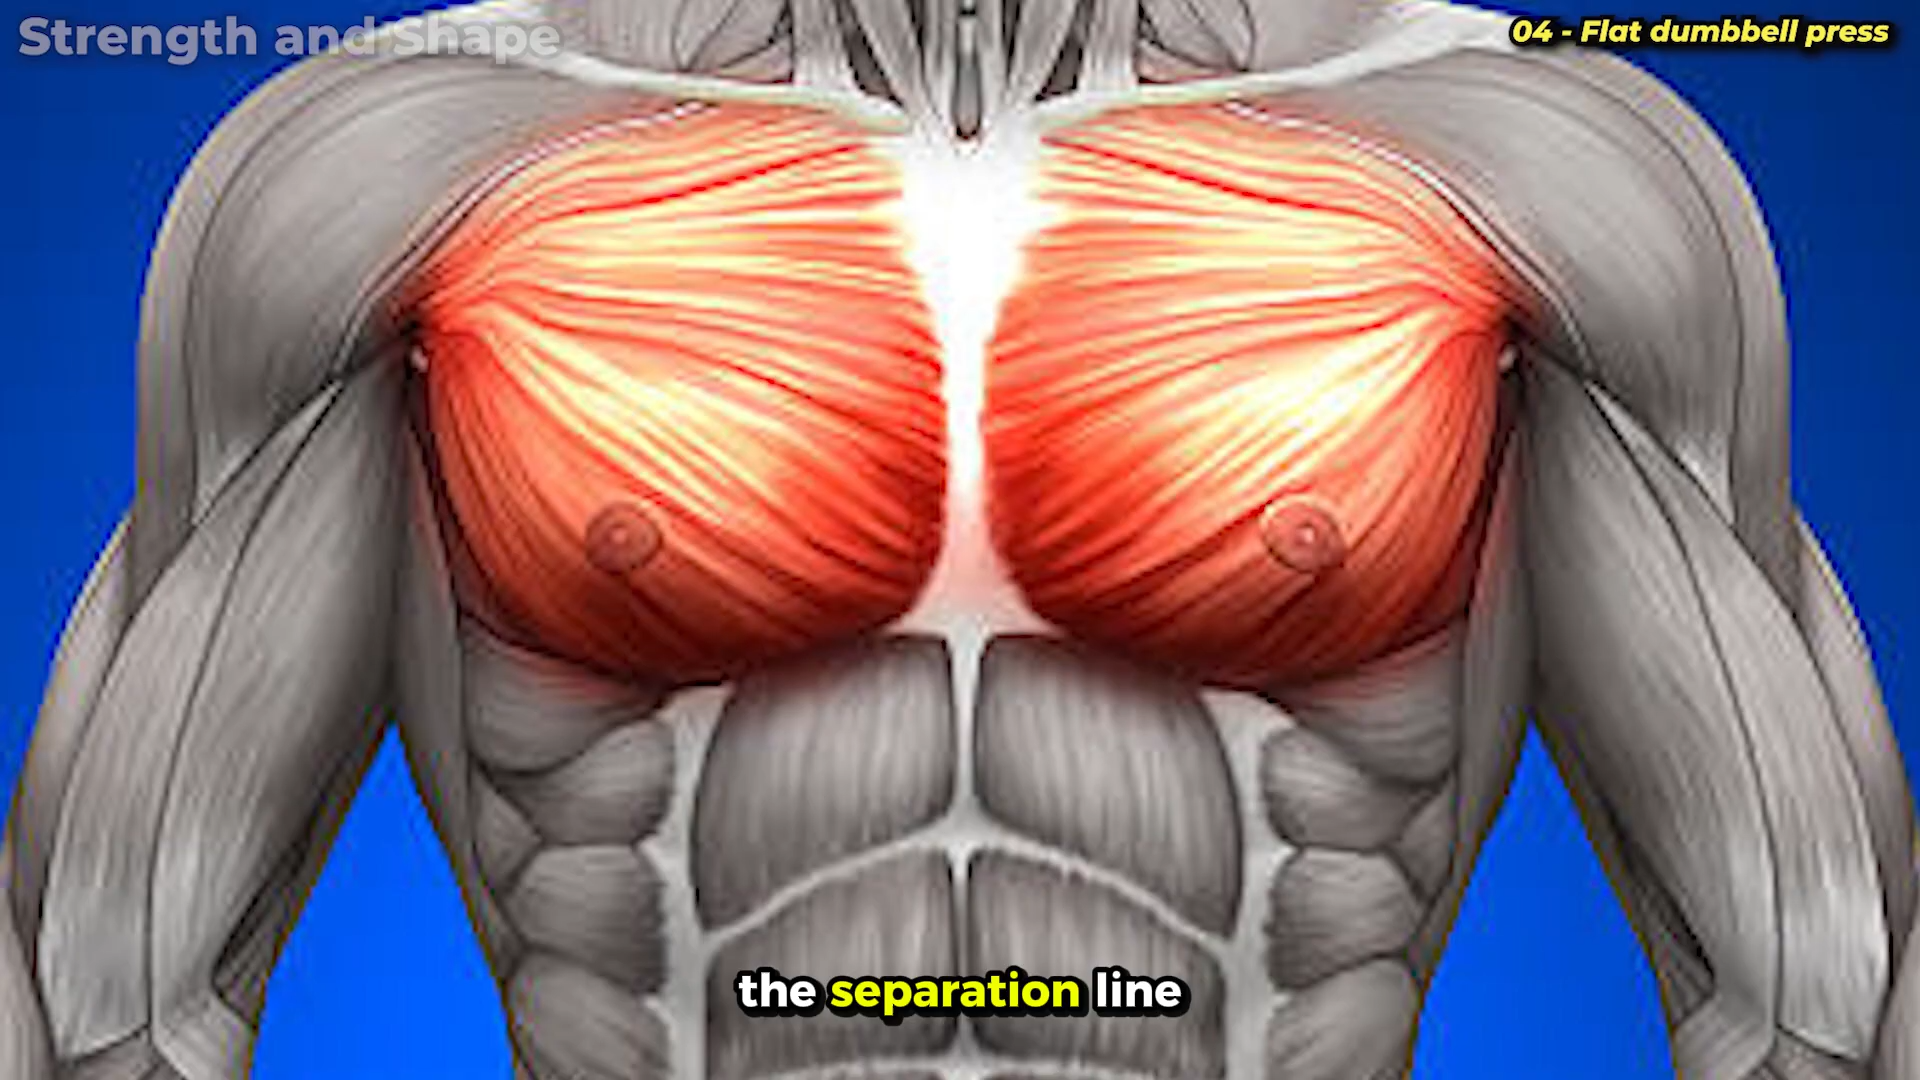 Strength and Shape
04 - Flat dumbbell press
the separation line